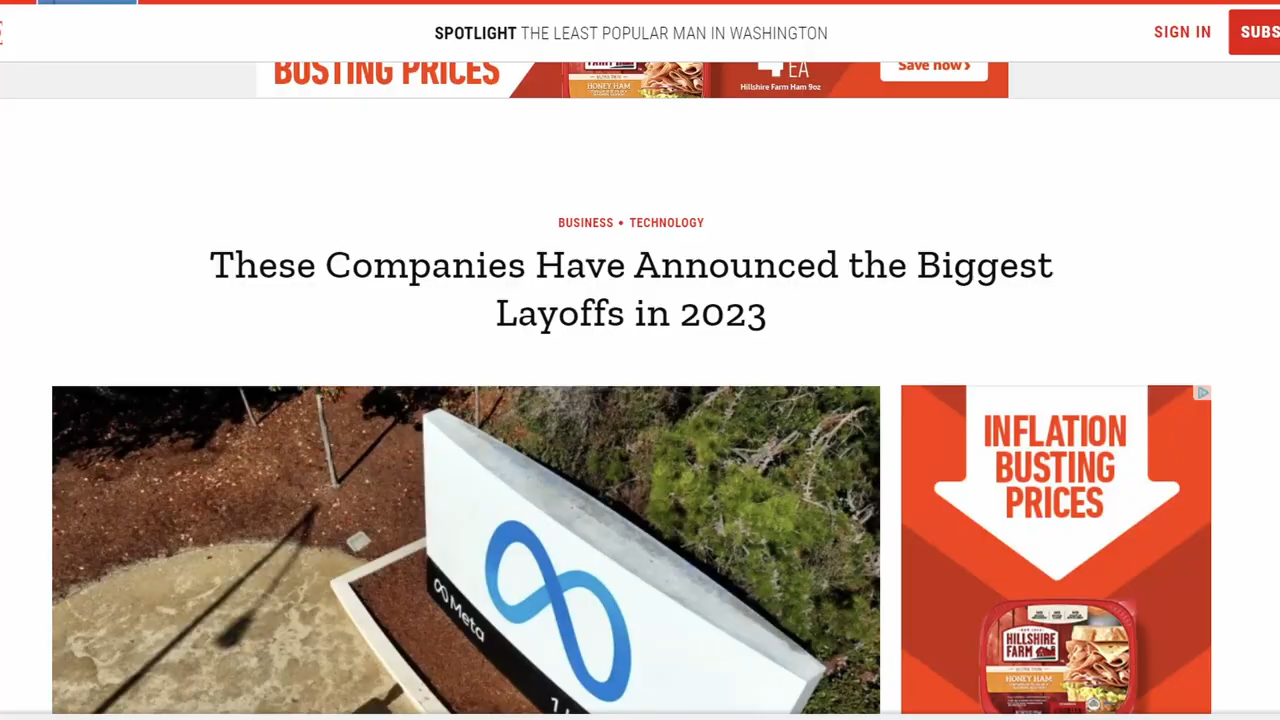 SPOTLIGHT THE LEAST POPULAR MAN IN WASHINGTON
SIGN IN
SUBS
BUSTING PRICES
HONEY HAM
EA
Hillshire Farm Ham 9oz
Save now›
BUSINESS • TECHNOLOGY
These Companies Have Announced the Biggest
Layoffs in 2023
Meta
INFLATION
BUSTING
PRICES
HILLSHIRE
FARM
HONEY HAM